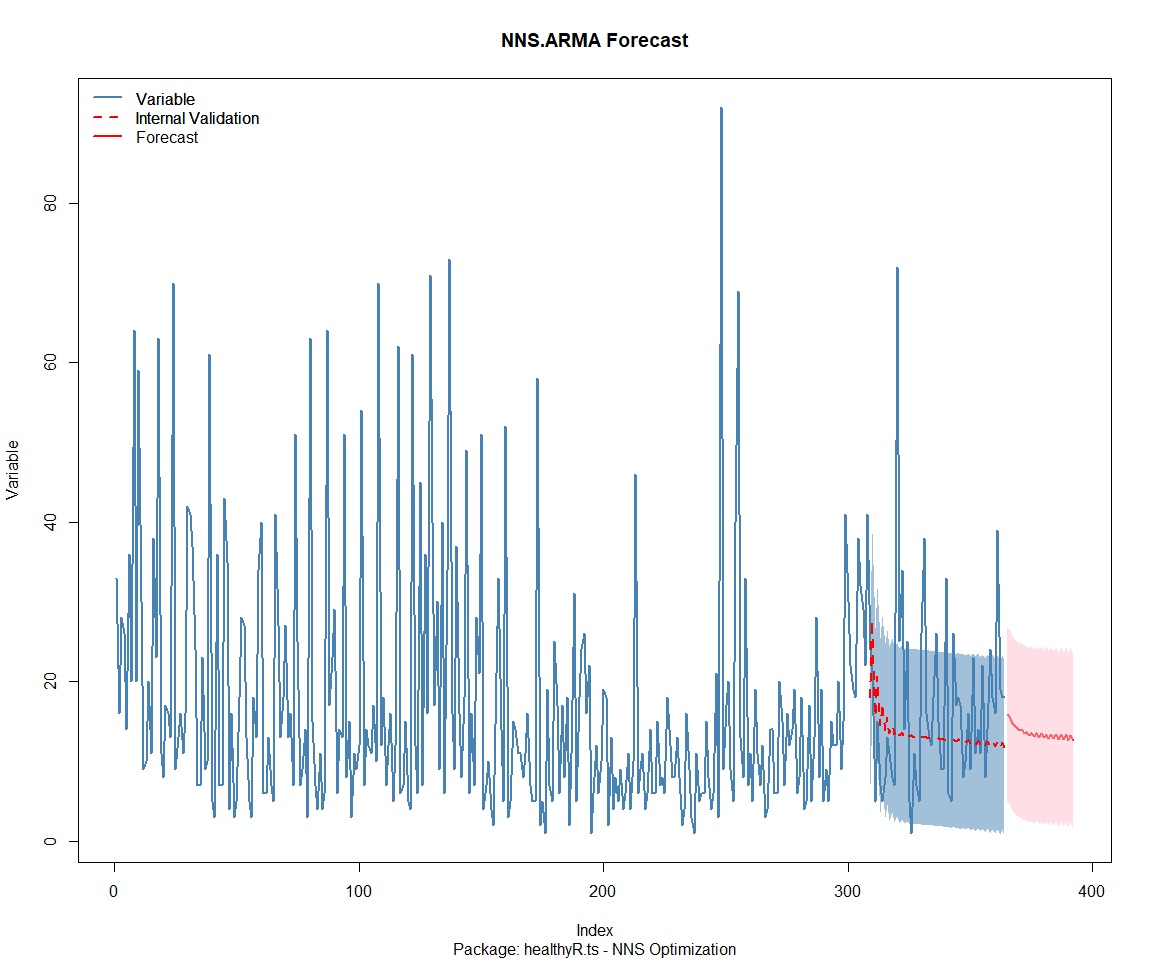 NNS.ARMA Forecast
Variable
Internal Validation
Forecast
Variable
80
60
40
20
0
0
100
200
300
400
Index
Package: healthyR.ts - NNS Optimization